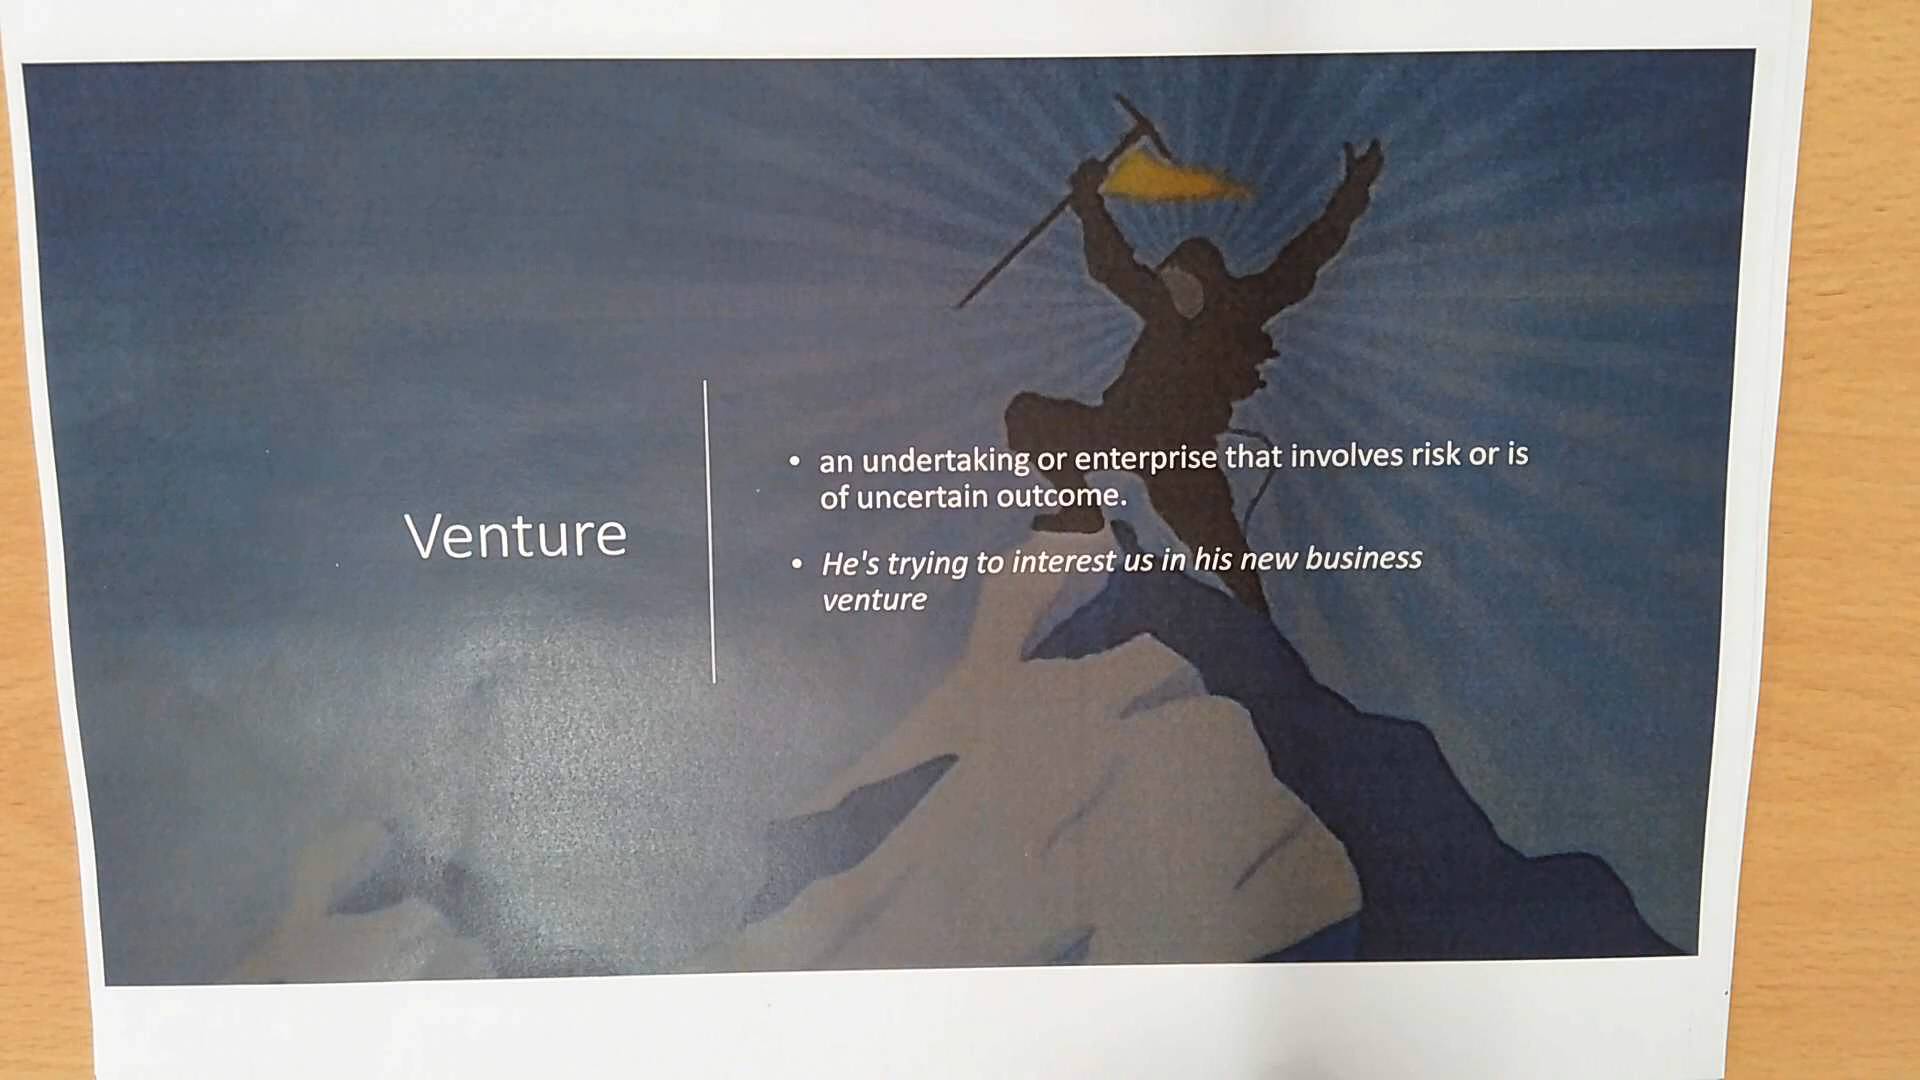 Venture
• an undertaking or enterprise that involves risk or is
of uncertain outcome.
• He's trying to interest us in his new business
venture